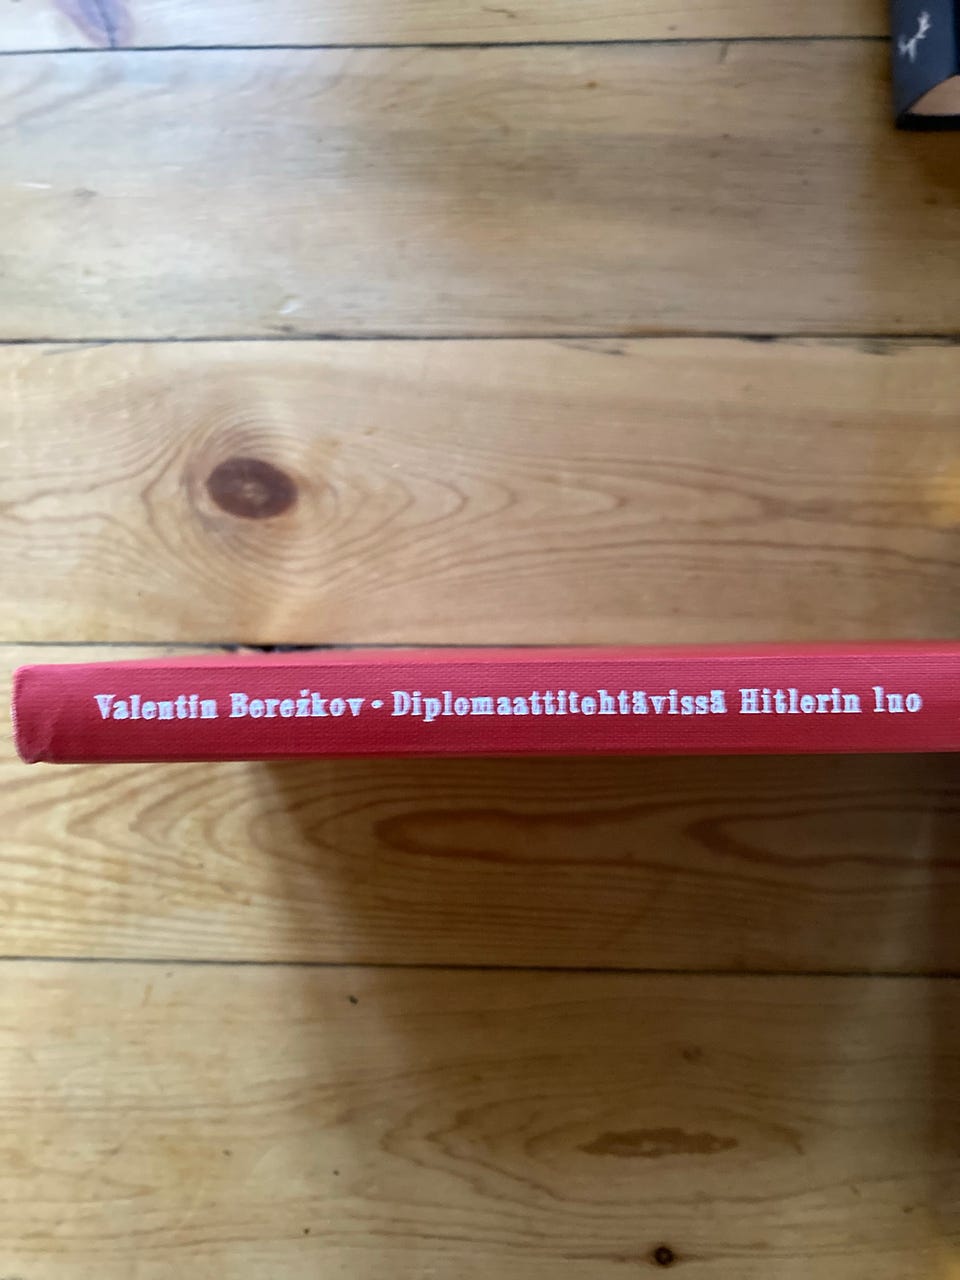 Valentin Berežkov • Diplomaattitehtävissä Hitlerin luo